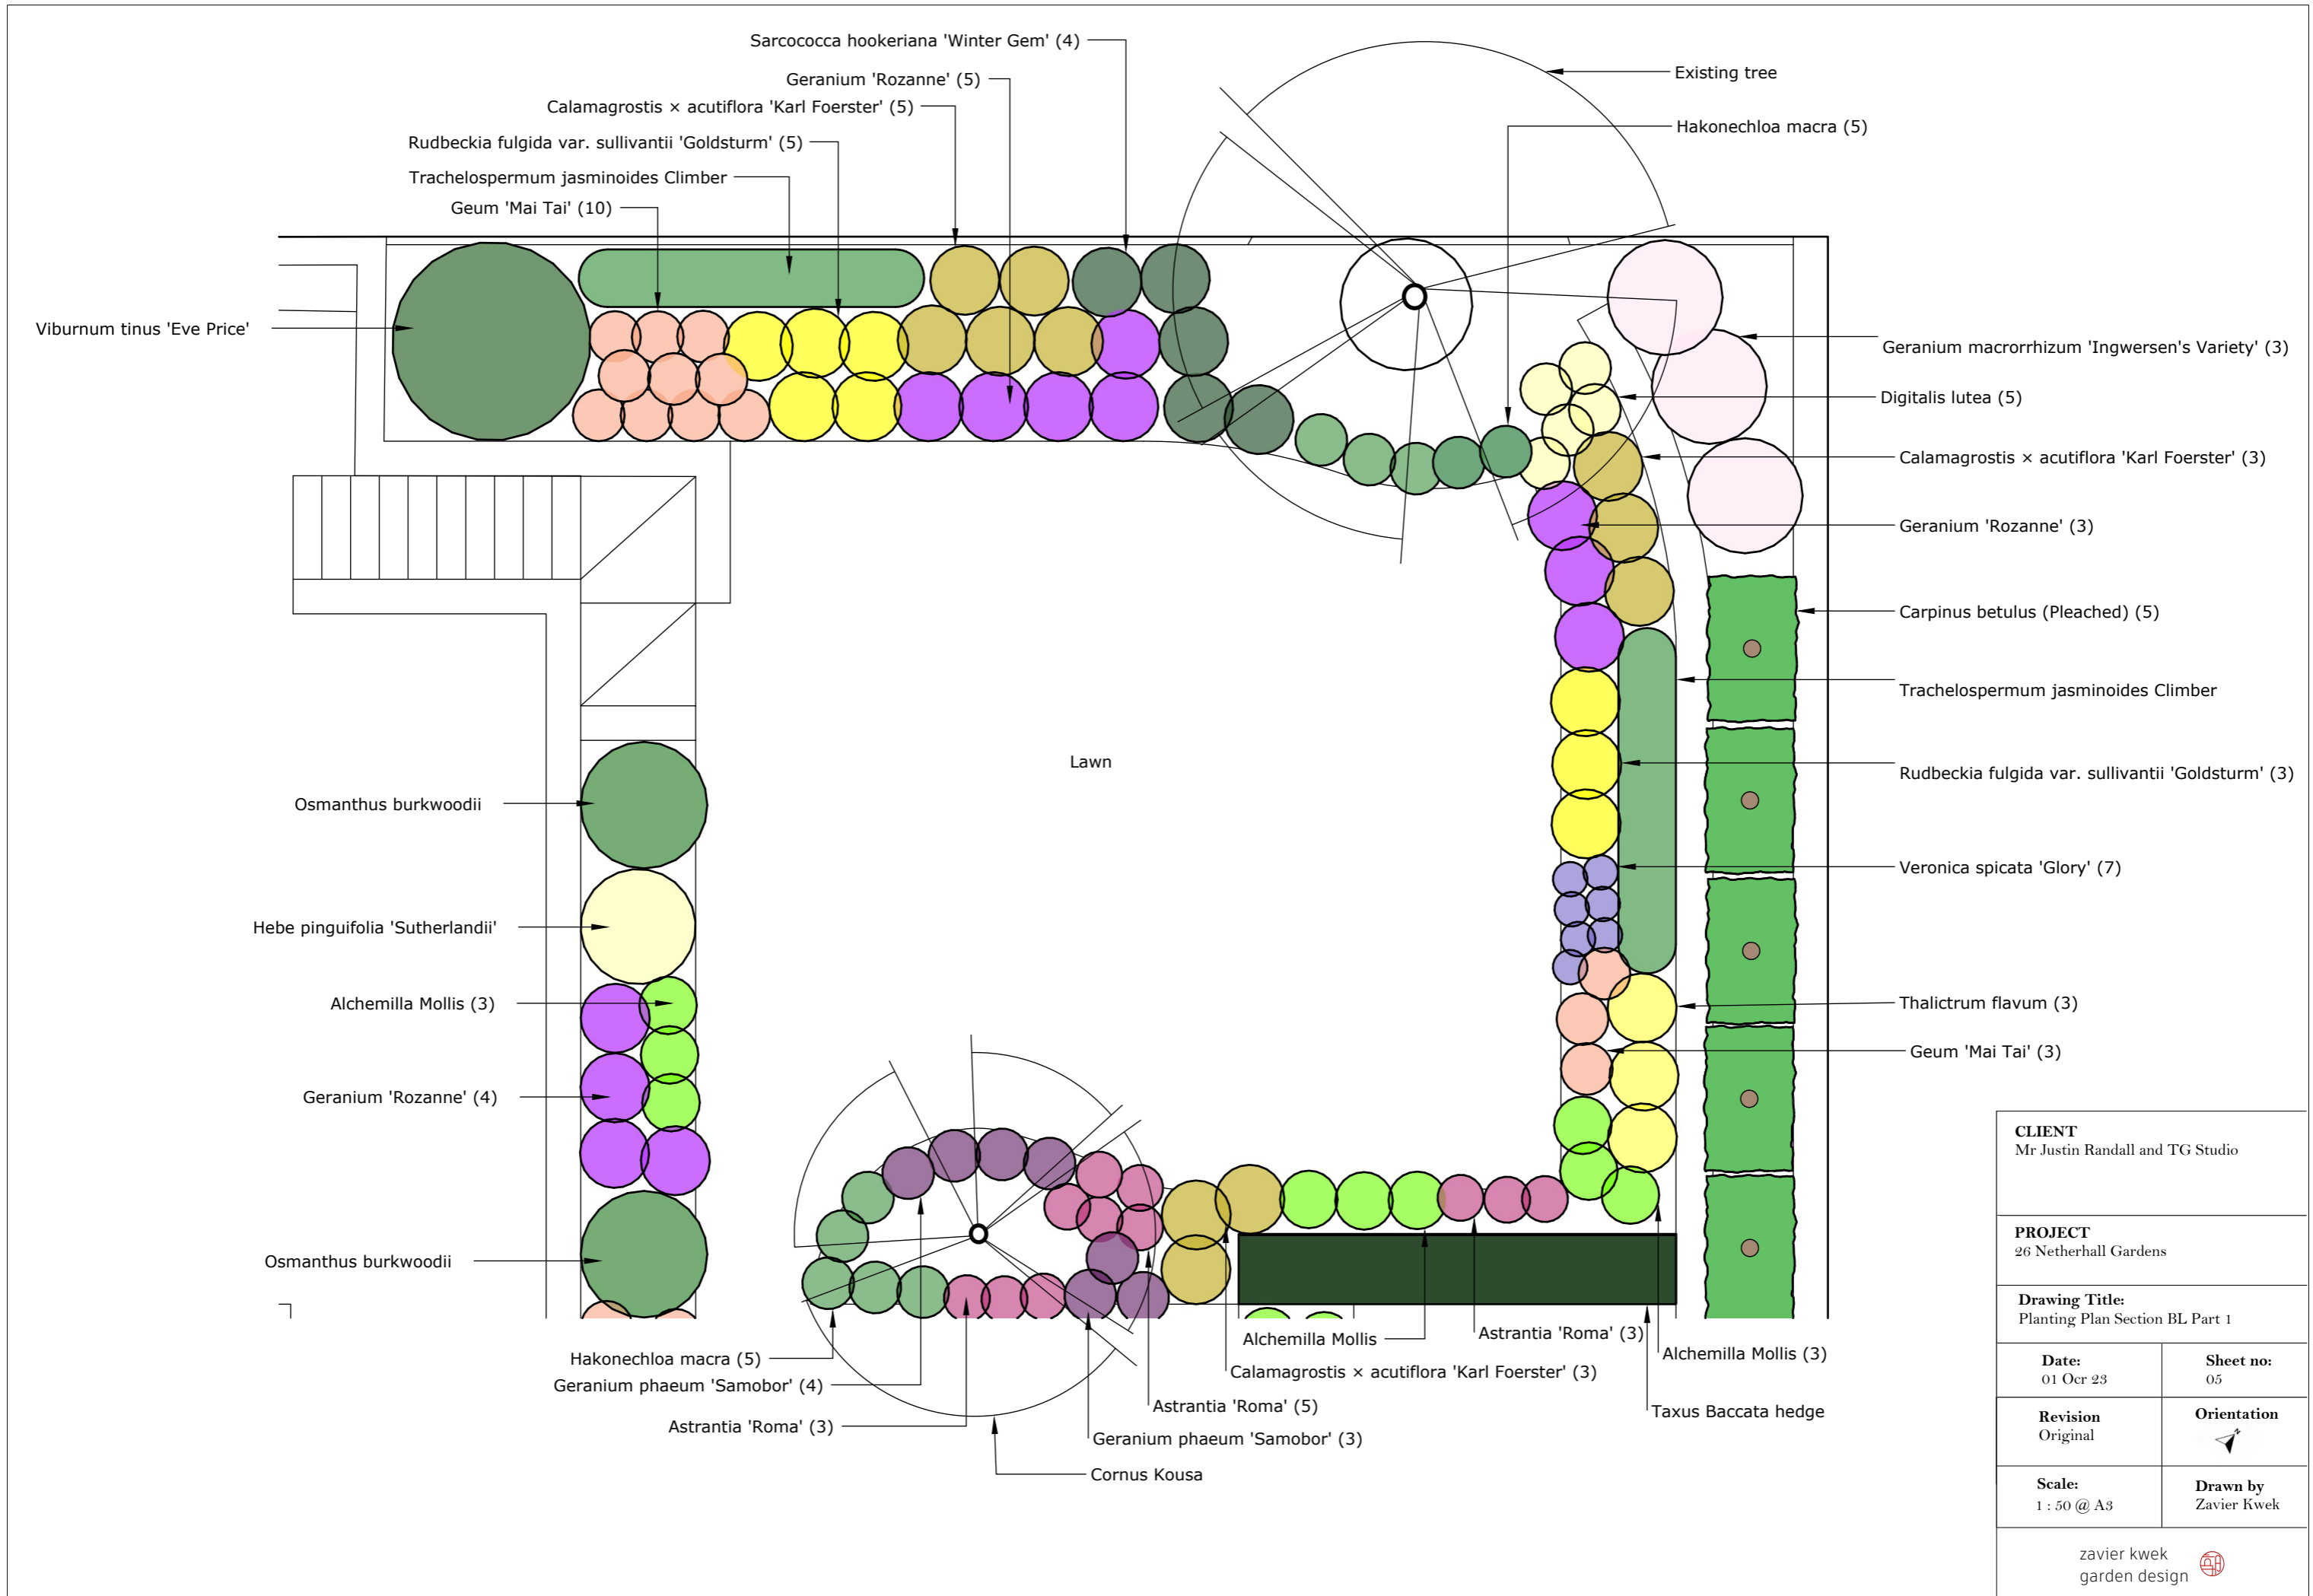 Sarcococca hookeriana 'Winter Gem' (4)
Geranium 'Rozanne' (5)
Calamagrostis × acutiflora 'Karl Foerster' (5)
Rudbeckia fulgida var. sullivantii 'Goldsturm' (5)
Trachelospermum jasminoides Climber
Geum 'Mai Tai' (10)
Existing tree
Hakonechloa macra (5)
Viburnum tinus 'Eve Price'
Geranium macrorrhizum 'Ingwersen's Variety' (3)
Digitalis lutea (5)
Calamagrostis × acutiflora 'Karl Foerster' (3)
Geranium 'Rozanne' (3)
Carpinus betulus (Pleached) (5)
Trachelospermum jasminoides Climber
Lawn
Rudbeckia fulgida var. sullivantii 'Goldsturm' (3)
Osmanthus burkwoodii
Veronica spicata 'Glory' (7)
Hebe pinguifolia 'Sutherlandii'
Alchemilla Mollis (3)
Thalictrum flavum (3)
Geum 'Mai Tai' (3)
Geranium 'Rozanne' (4)
Osmanthus burkwoodii
Hakonechloa macra (5)
Geranium phaeum 'Samobor' (4)
Astrantia 'Roma' (3)
Alchemilla Mollis
Astrantia 'Roma' (3)
Alchemilla Mollis (3)
Calamagrostis × acutiflora 'Karl Foerster' (3)
Astrantia 'Roma' (5)
Taxus Baccata hedge
Geranium phaeum 'Samobor' (3)
Cornus Kousa
CLIENT
Mr Justin Randall and TG Studio
PROJECT
26 Netherhall Gardens
Drawing Title:
Planting Plan Section BL Part 1
Date:
01 Ocr 23
Sheet no:
05
Revision
Original
Orientation
N
Scale:
1 : 50 @ A3
Drawn by
Zavier Kwek
zavier kwek
garden design